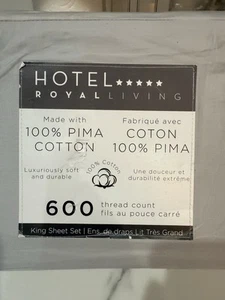 HOTEL★★★★★
ROYAL LIVING
Made with
100% PIMA
COTTON
Luxuriously soft
and durable
Fabriqué avec
COTON
100% PIMA
Une douceur et
durabilité extrême
100% Cotton
600 thread count
fils au pouce carré
King Sheet Set | Ens. de draps Lit Très Grand